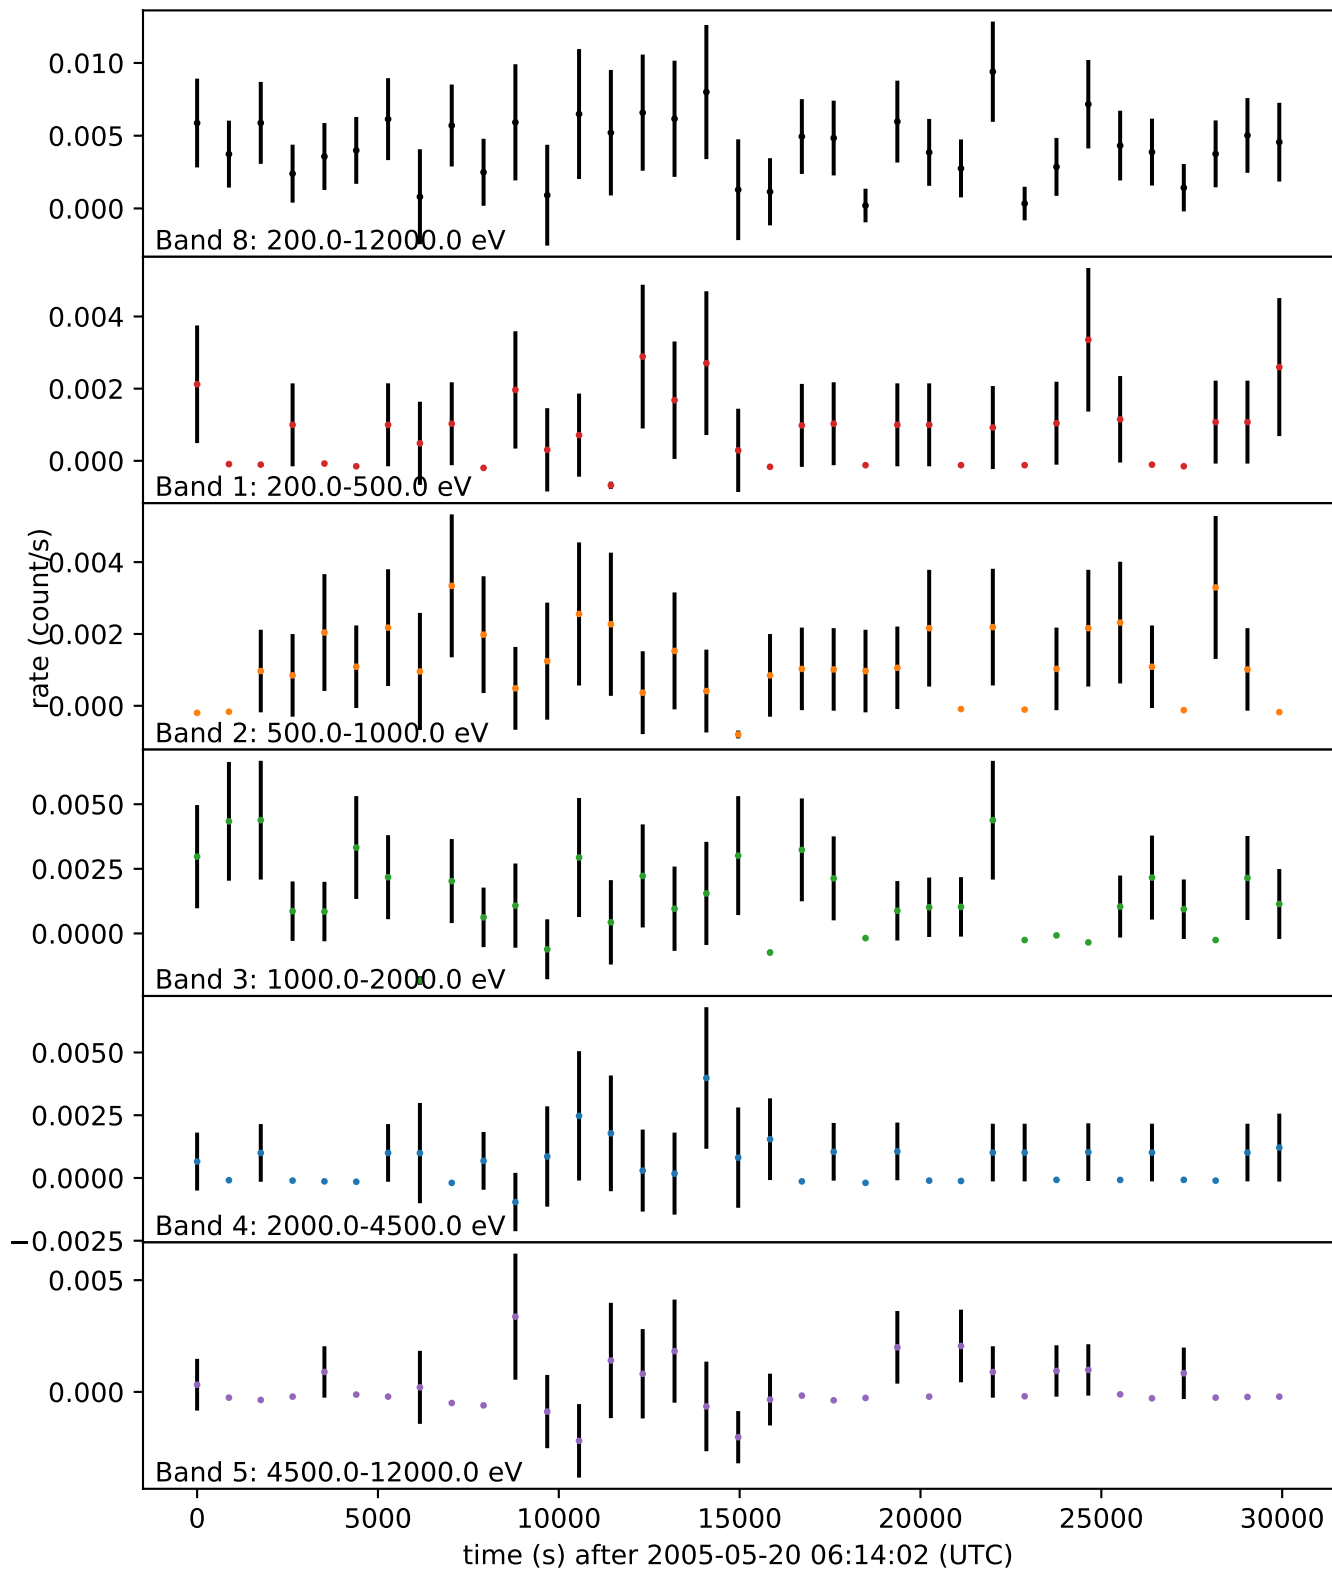 0.010
0.005
0.000
Band 8: 200.0-12000.0 eV
0.004
0.002
0.000
Band 1: 200.0-500.0 eV
rate (count/s)
0.004
0.002
0.000
Band 2: 500.0-1000.0 eV
0.0050
0.0025
0.0000
Band 3: 1000.0-2000.0 eV
0.0050
0.0025
0.0000
−0.0025
Band 4: 2000.0-4500.0 eV
0.005
0.000
Band 5: 4500.0-12000.0 eV
0 5000 10000 15000 20000 25000 30000
time (s) after 2005-05-20 06:14:02 (UTC)